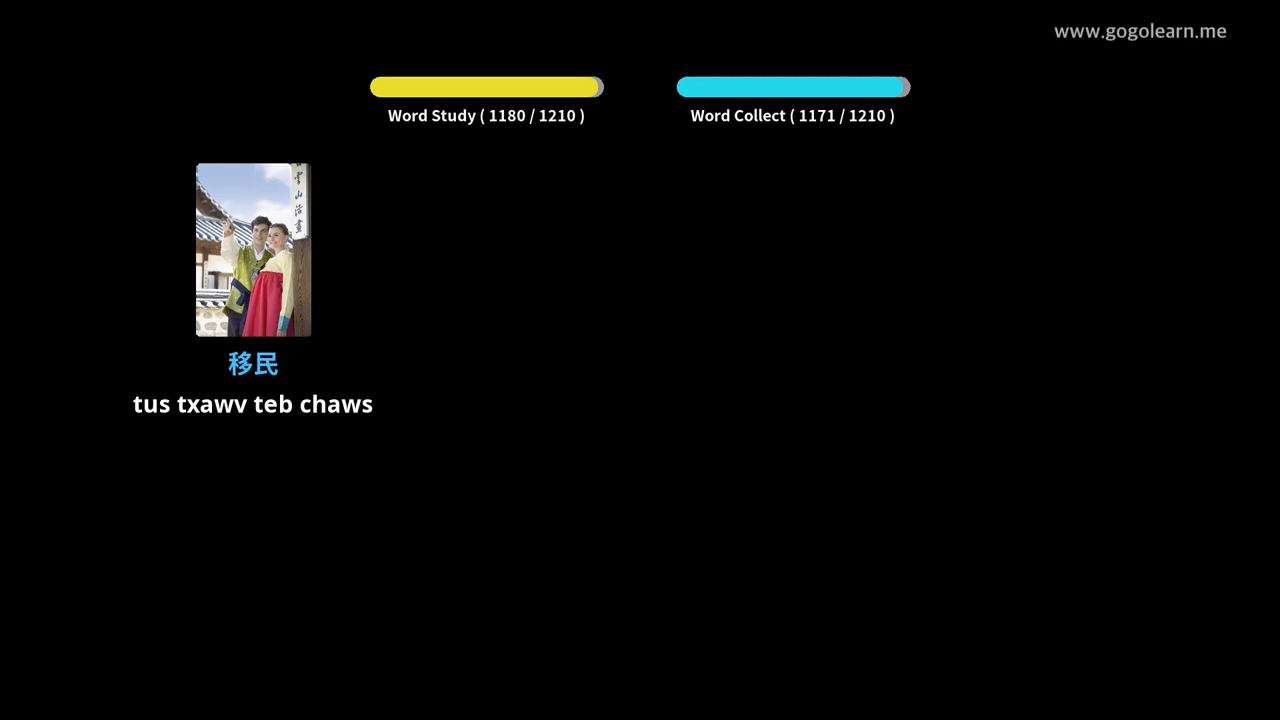 www.gogolearn.me
Word Study ( 1180 / 1210 )
Word Collect ( 1171 / 1210 )
移民
tus txawv teb chaws